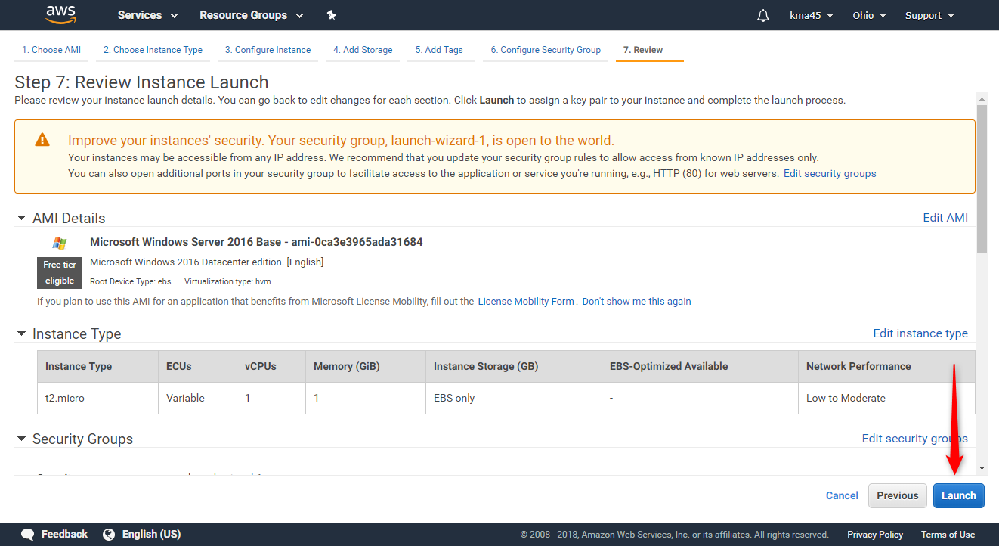 aws Services Resource Groups kma45 Ohio Support
1. Choose AMI 2. Choose Instance Type 3. Configure Instance 4. Add Storage 5. Add Tags 6. Configure Security Group 7. Review
Step 7: Review Instance Launch
Please review your instance launch details. You can go back to edit changes for each section. Click Launch to assign a key pair to your instance and complete the launch process.
Improve your instances' security. Your security group, launch-wizard-1, is open to the world.
Your instances may be accessible from any IP address. We recommend that you update your security group rules to allow access from known IP addresses only.
You can also open additional ports in your security group to facilitate access to the application or service you're running, e.g., HTTP (80) for web servers. Edit security groups
AMI Details Edit AMI
Microsoft Windows Server 2016 Base - ami-0ca3e3965ada31684
Free tier
eligible
Microsoft Windows 2016 Datacenter edition. [English]
Root Device Type: ebs Virtualization type: hvm
If you plan to use this AMI for an application that benefits from Microsoft License Mobility, fill out the License Mobility Form . Don't show me this again
Instance Type Edit instance type
Instance Type ECUs vCPUs Memory (GiB) Instance Storage (GB) EBS-Optimized Available Network Performance
t2.micro Variable 1 1 EBS only - Low to Moderate
Security Groups Edit security groups
Cancel Previous Launch
Feedback English (US) © 2008 - 2018, Amazon Web Services, Inc. or its affiliates. All rights reserved. Privacy Policy Terms of Use